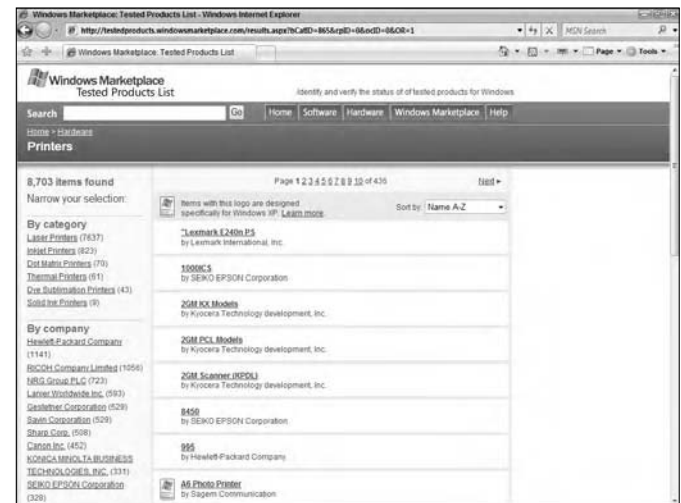 Windows Marketplace: Tested Products List - Windows Internet Explorer
http://testedproducts.windowsmarketplace.com/results.aspx?bCatID=865&cpID=0&ocID=0&OR=1
MSN Search
Windows Marketplace: Tested Products List
Page
Tools
Windows Marketplace
Tested Products List
Identify and verify the status of of tested products for Windows
Search
Go
Home
Software
Hardware
Windows Marketplace
Help
Home > Hardware
Printers
8,703 items found
Narrow your selection:
By category
Laser Printers (7637)
Inkjet Printers (823)
Dot Matrix Printers (70)
Thermal Printers (61)
Dye Sublimation Printers (43)
Solid Ink Printers (9)
By company
Hewlett-Packard Company
(1141)
RICOH Company Limited (1056)
NRG Group PLC (723)
Lanier Worldwide Inc. (593)
Gestetner Corporation (529)
Savin Corporation (529)
Sharp Corp. (508)
Canon Inc. (452)
KONICA MINOLTA BUSINESS
TECHNOLOGIES, INC. (331)
SEIKO EPSON Corporation
(328)
Page 1 2 3 4 5 6 7 8 9 10 of 436
Next
Items with this logo are designed
specifically for Windows XP. Learn more.
Sort by: Name A-Z
"Lexmark E240n PS
by Lexmark International, Inc.
1000ICS
by SEIKO EPSON Corporation
2GM KX Models
by Kyocera Technology development, Inc.
2GM PCL Models
by Kyocera Technology development, Inc.
2GM Scanner (KPDL)
by Kyocera Technology development, Inc.
8450
by SEIKO EPSON Corporation
995
by Hewlett-Packard Company
A6 Photo Printer
by Sagem Communication